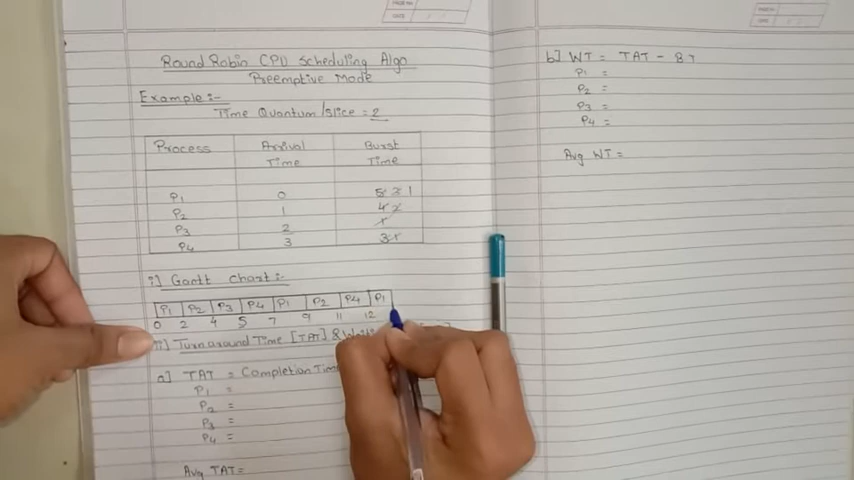 Round Robin CPU Scheduling Algo
Preemptive Mode
Example:-
Time Quantum/slice = 2
Process Arrival Time Burst Time
P1 0 5 3 1
P2 1 4 2
P3 2 1
P4 3 3 1
i] Gantt chart:-
P1 P2 P3 P4 P1 P2 P4 P1
0 2 4 5 7 9 11 12
ii] Turnaround Time [TAT] &
a] TAT = Completion Time
P1 =
P2 =
P3 =
P4 =
Avg TAT=
b] WT = TAT - BT
P1 =
P2 =
P3 =
P4 =
Avg WT =